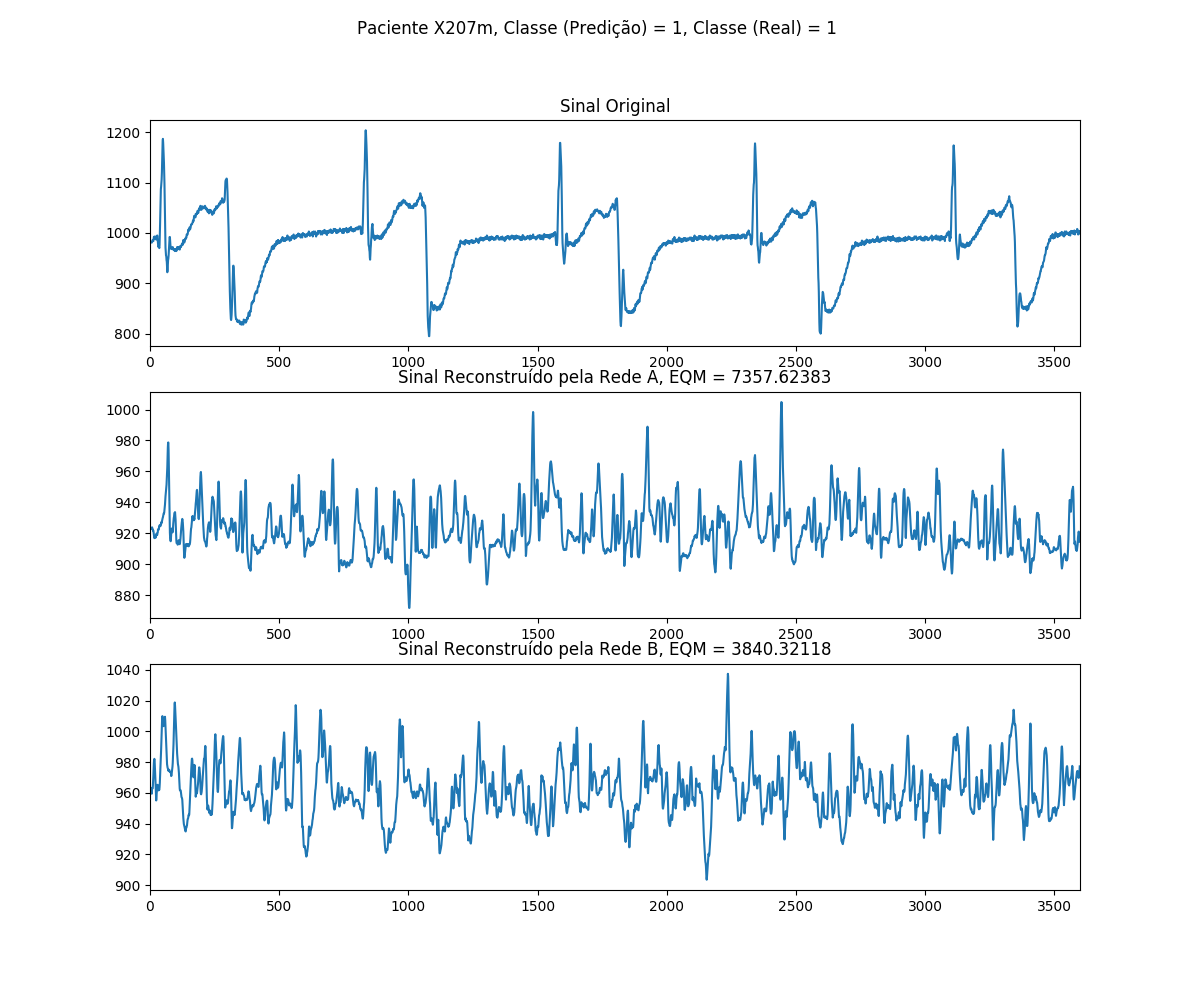 Paciente X207m, Classe (Predição) = 1, Classe (Real) = 1
Sinal Original
1200
1100
1000
900
800
0 500 1000 1500 2000 2500 3000 3500
Sinal Reconstruído pela Rede A, EQM = 7357.62383
1000
980
960
940
920
900
880
0 500 1000 1500 2000 2500 3000 3500
Sinal Reconstruído pela Rede B, EQM = 3840.32118
1040
1020
1000
980
960
940
920
900
0 500 1000 1500 2000 2500 3000 3500